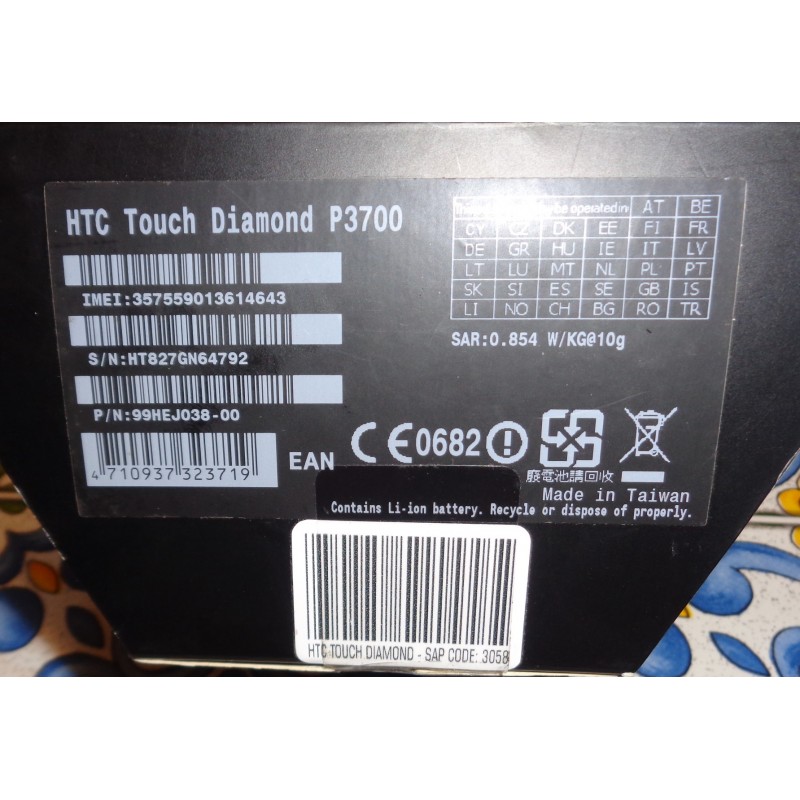 HTC Touch Diamond P3700
IMEI:357559013614643
S/N:HT827GN64792
P/N:99HEJ038-00
4 710937 323719
EAN
be operated in AT BE
CY CZ DK EE FI FR
DE GR HU IE IT LV
LT LU MT NL PL PT
SK SI ES SE GB IS
LI NO CH BG RO TR
SAR:0.854 W/KG@10g
CE0682
廢電池請回收
Made in Taiwan
Contains Li-ion battery. Recycle or dispose of properly.
HTC TOUCH DIAMOND - SAP CODE: 3058